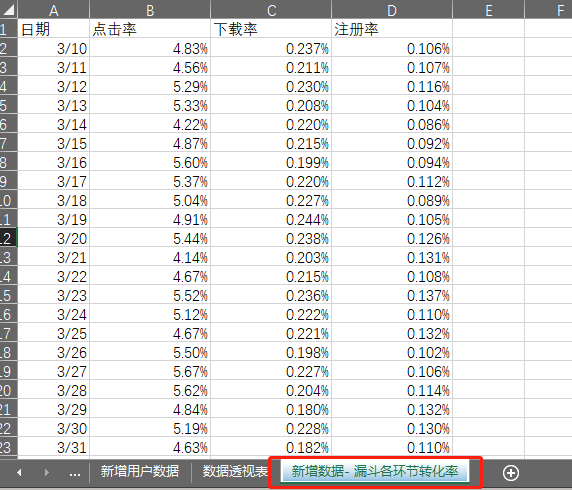 A B C D E F
1 日期 点击率 下载率 注册率
2 3/10 4.83% 0.237% 0.106%
3 3/11 4.56% 0.211% 0.107%
4 3/12 5.29% 0.230% 0.116%
5 3/13 5.33% 0.208% 0.104%
6 3/14 4.22% 0.220% 0.086%
7 3/15 4.87% 0.215% 0.092%
8 3/16 5.60% 0.199% 0.094%
9 3/17 5.37% 0.220% 0.112%
10 3/18 5.04% 0.227% 0.089%
11 3/19 4.91% 0.244% 0.105%
12 3/20 5.44% 0.238% 0.126%
13 3/21 4.14% 0.203% 0.131%
14 3/22 4.67% 0.215% 0.108%
15 3/23 5.52% 0.236% 0.137%
16 3/24 5.12% 0.222% 0.110%
17 3/25 4.67% 0.221% 0.132%
18 3/26 5.50% 0.198% 0.102%
19 3/27 5.67% 0.227% 0.106%
20 3/28 5.62% 0.204% 0.114%
21 3/29 4.84% 0.180% 0.132%
22 3/30 5.19% 0.228% 0.130%
23 3/31 4.63% 0.182% 0.110%
... 新增用户数据 数据透视表 新增数据- 漏斗各环节转化率